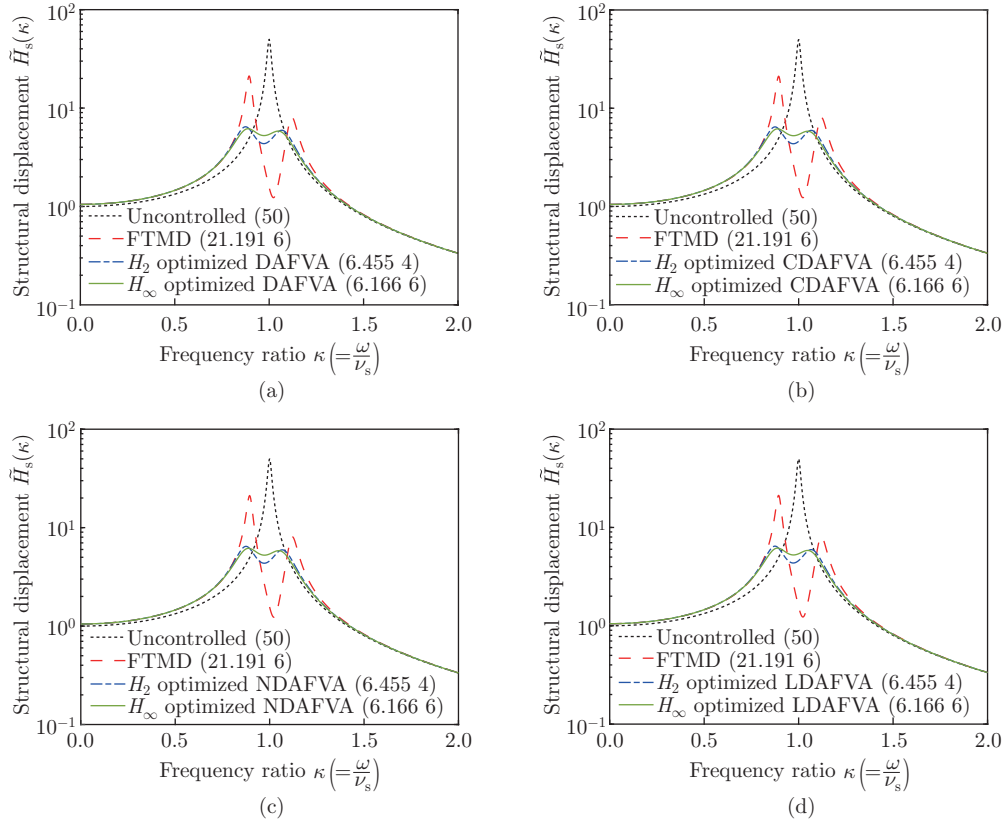 Structural displacement H̃s(κ)
10²
10¹
10⁰
10⁻¹
Uncontrolled (50)
FTMD (21.191 6)
H₂ optimized DAFVA (6.455 4)
H∞ optimized DAFVA (6.166 6)
0.0 0.5 1.0 1.5 2.0
Frequency ratio κ(=ω/νs)
(a)
Structural displacement H̃s(κ)
10²
10¹
10⁰
10⁻¹
Uncontrolled (50)
FTMD (21.191 6)
H₂ optimized CDAFVA (6.455 4)
H∞ optimized CDAFVA (6.166 6)
0.0 0.5 1.0 1.5 2.0
Frequency ratio κ(=ω/νs)
(b)
Structural displacement H̃s(κ)
10²
10¹
10⁰
10⁻¹
Uncontrolled (50)
FTMD (21.191 6)
H₂ optimized NDAFVA (6.455 4)
H∞ optimized NDAFVA (6.166 6)
0.0 0.5 1.0 1.5 2.0
Frequency ratio κ(=ω/νs)
(c)
Structural displacement H̃s(κ)
10²
10¹
10⁰
10⁻¹
Uncontrolled (50)
FTMD (21.191 6)
H₂ optimized LDAFVA (6.455 4)
H∞ optimized LDAFVA (6.166 6)
0.0 0.5 1.0 1.5 2.0
Frequency ratio κ(=ω/νs)
(d)